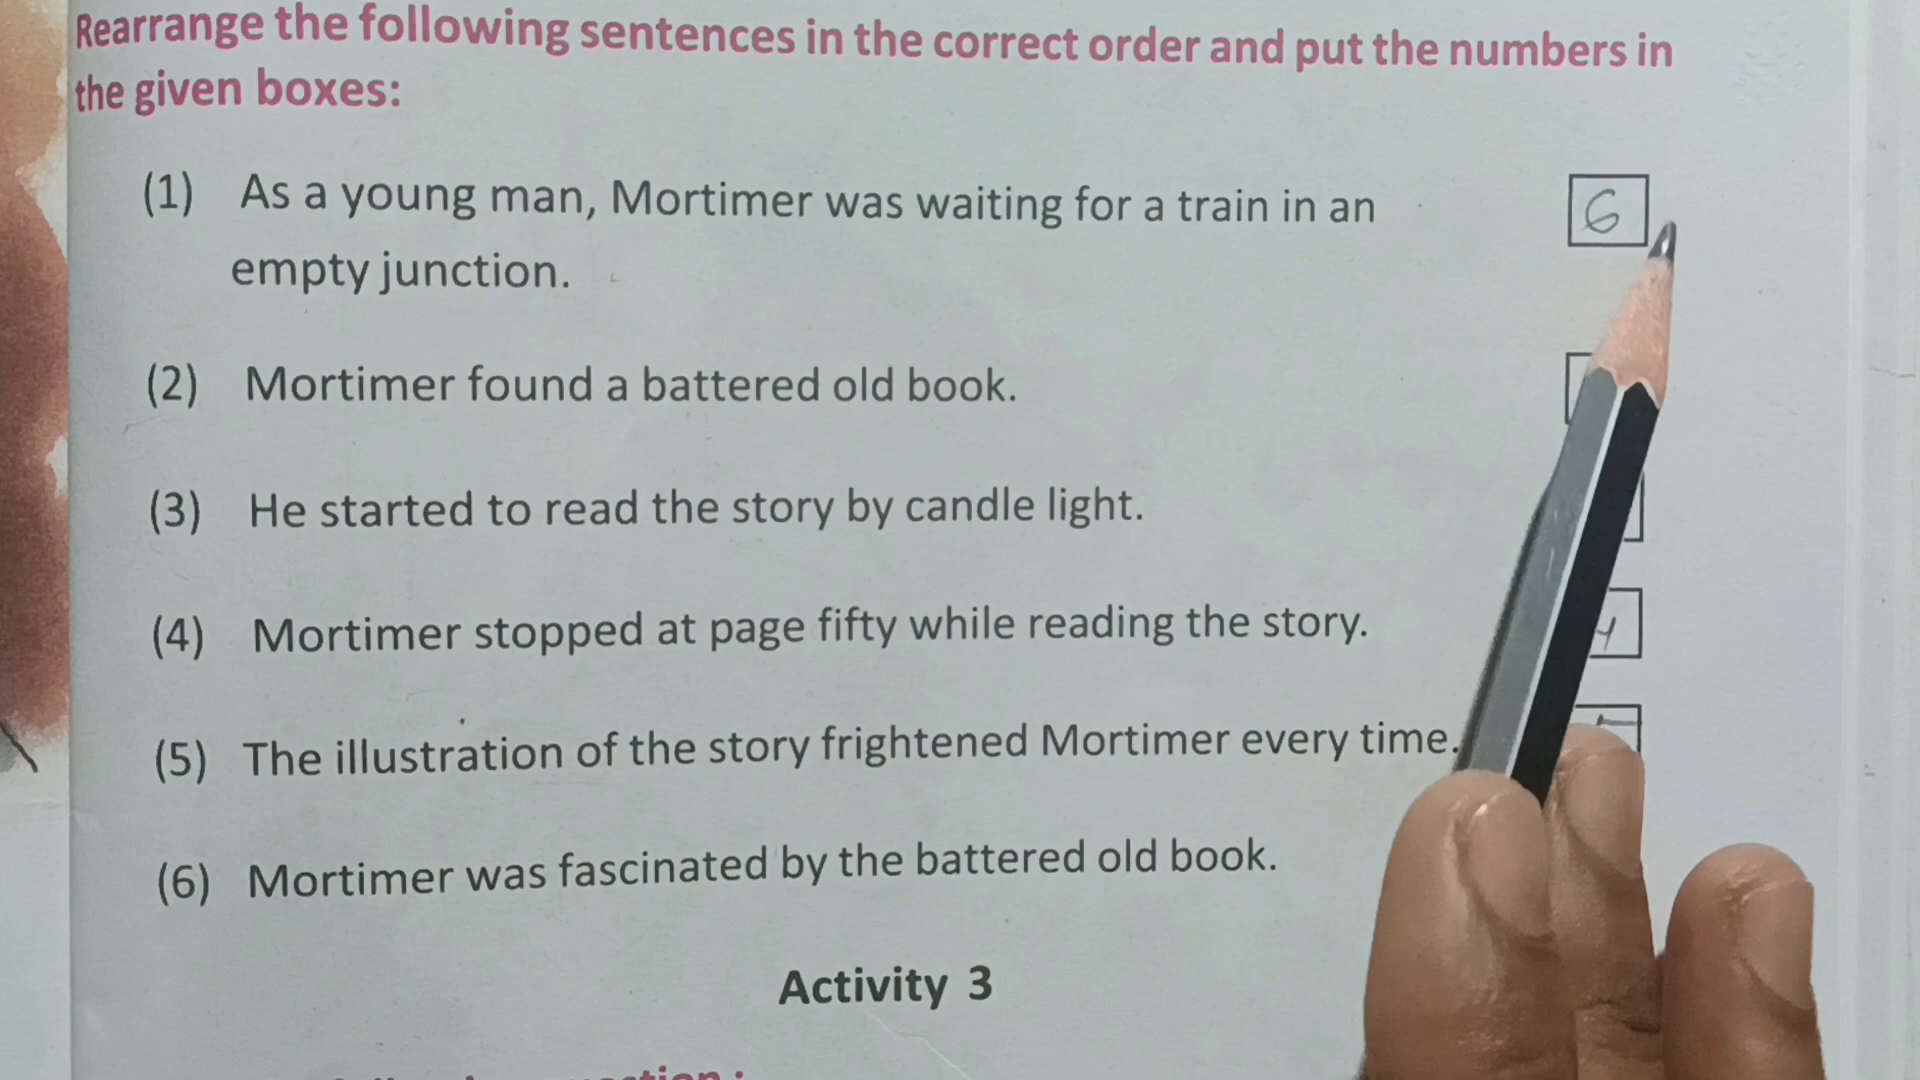 Rearrange the following sentences in the correct order and put the numbers in
the given boxes:
(1) As a young man, Mortimer was waiting for a train in an 6
empty junction.
(2) Mortimer found a battered old book.
(3) He started to read the story by candle light.
(4) Mortimer stopped at page fifty while reading the story. 4
(5) The illustration of the story frightened Mortimer every time.
(6) Mortimer was fascinated by the battered old book.
Activity 3